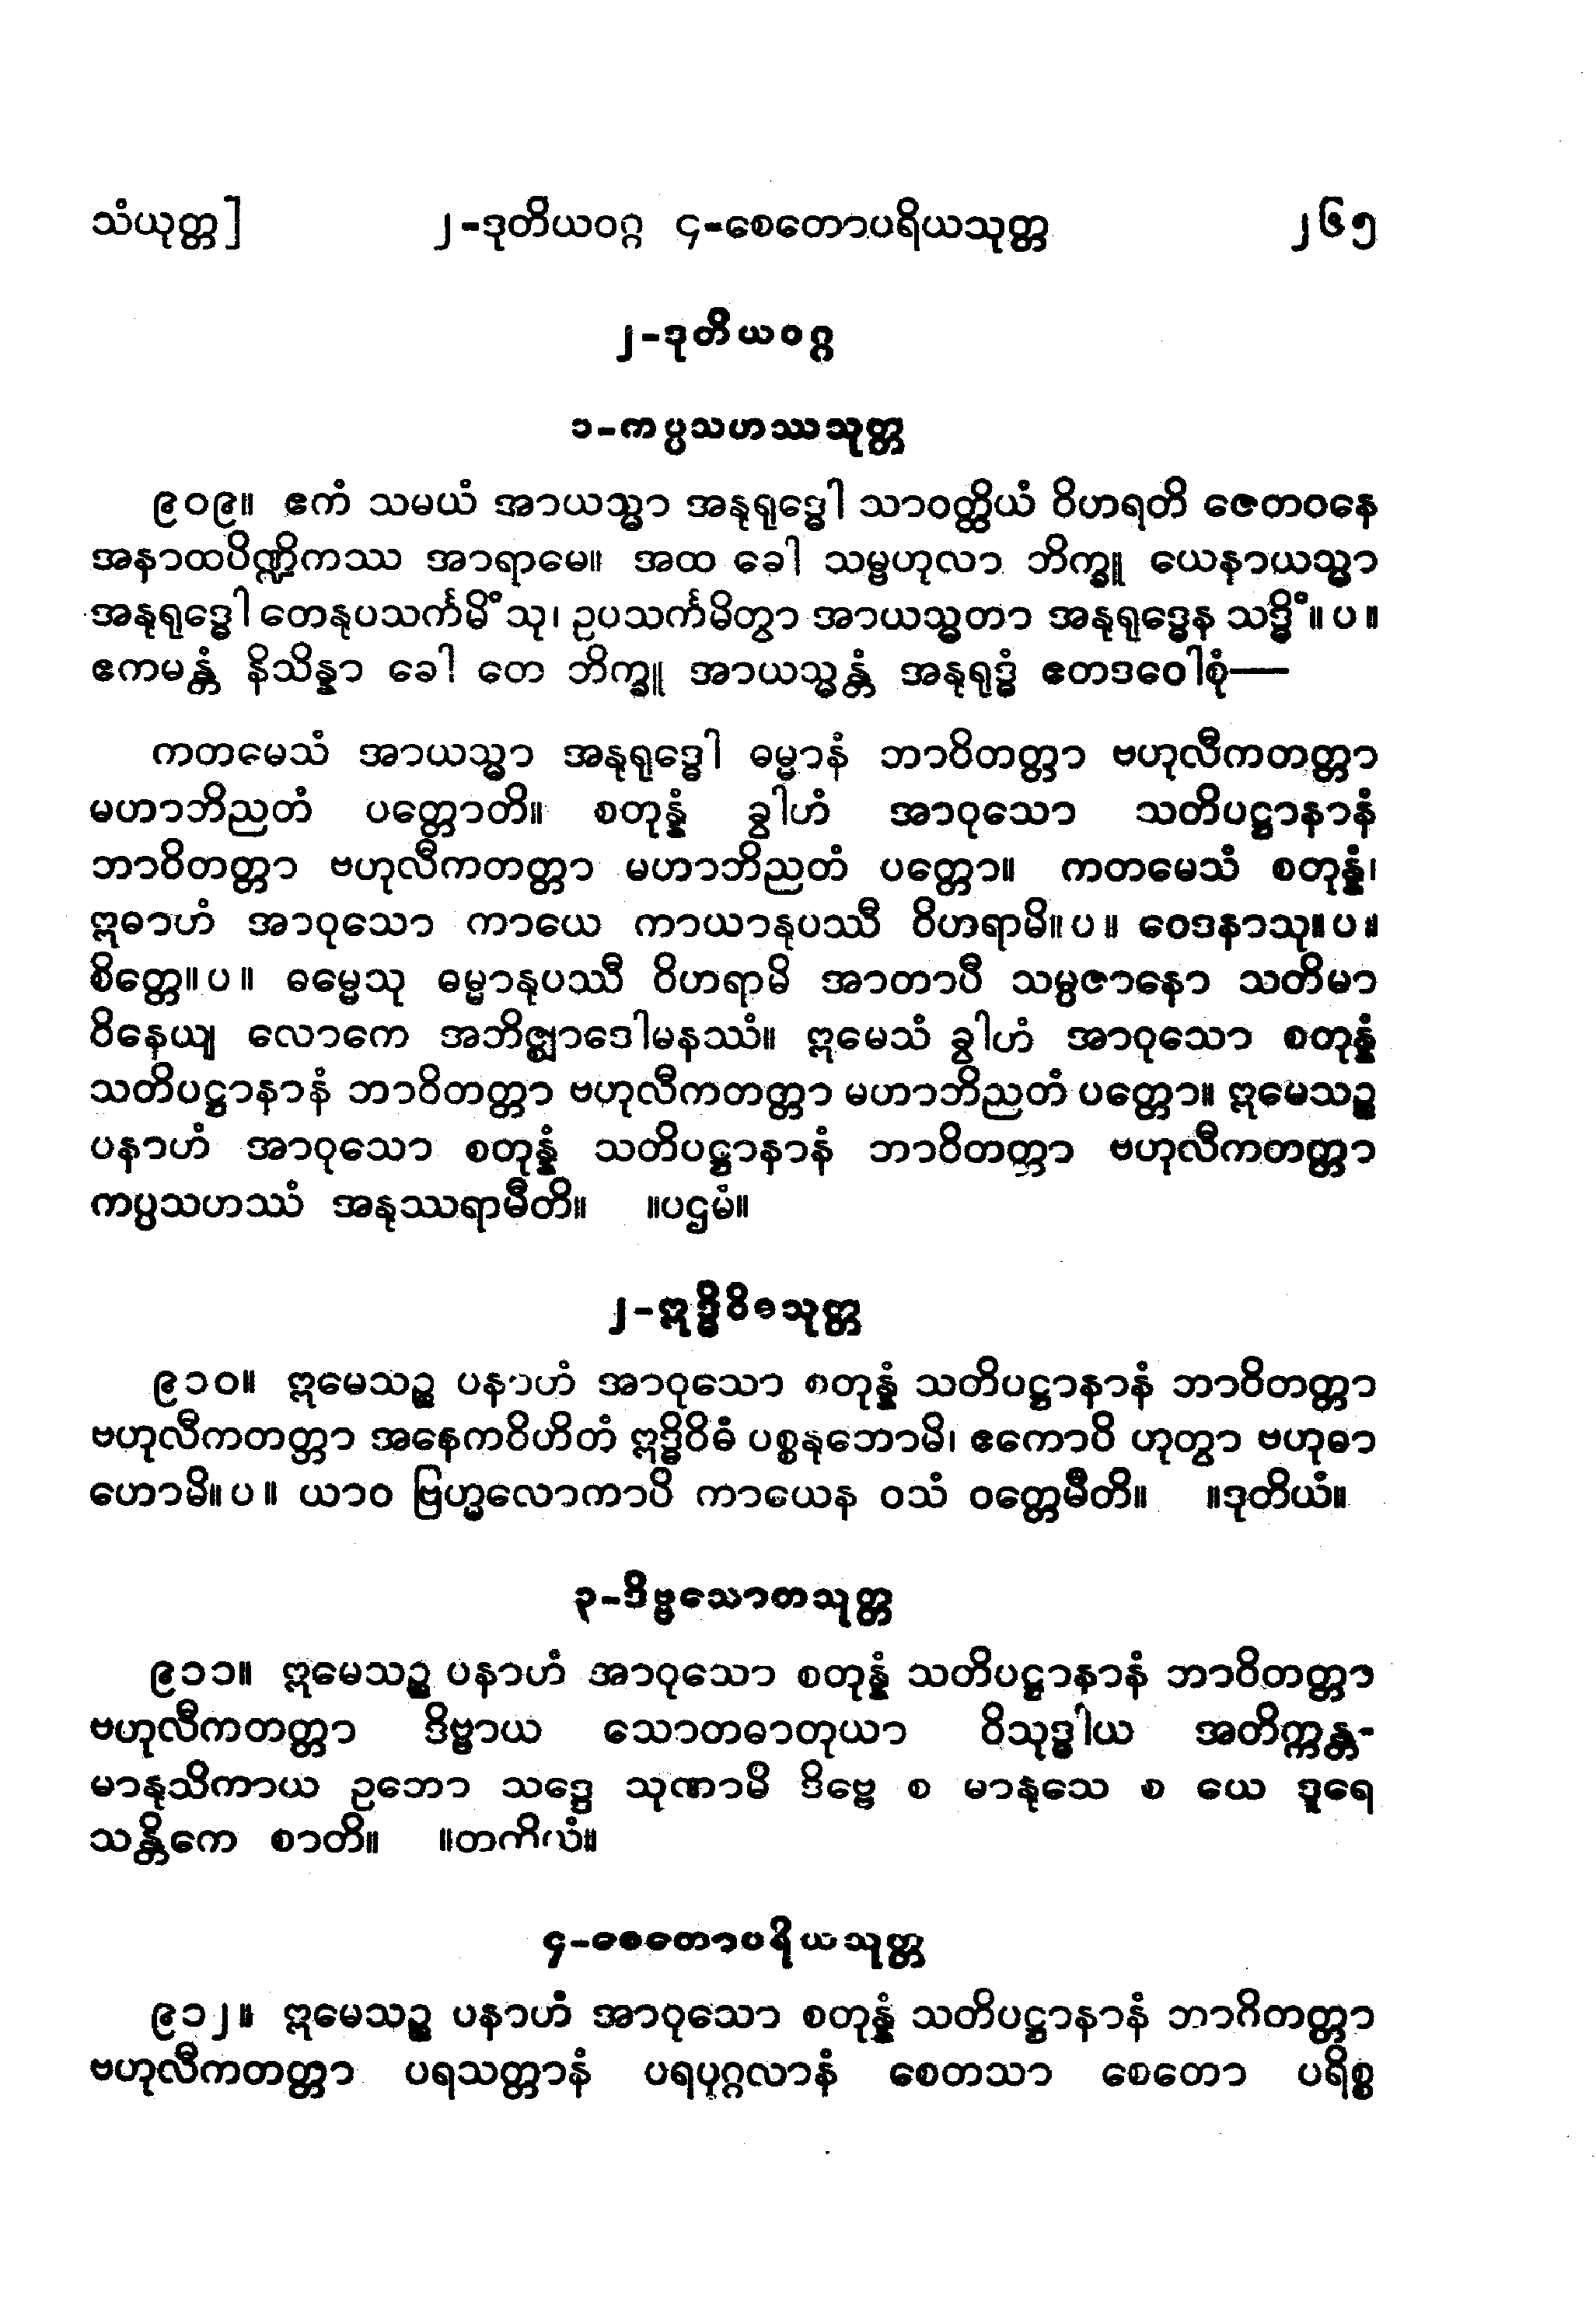 သံယုတ္တ] ၂-ဒုတိယဝဂ္ဂ ၄-စေတောပရိယသုတ္တ ၂၆၅
၂-ဒုတိယဝဂ္ဂ
၁-ကပ္ပသဟဿသုတ္တ
၉၀၉။ ဧကံ သမယံ အာယသ္မာ အနုရုဒ္ဓေါ သာဝတ္ထိယံ ဝိဟရတိ ဇေတဝနေ
အနာထပိဏ္ဍိကဿ အာရာမေ။ အထ ခေါ သမ္ဗဟုလာ ဘိက္ခူ ယေနာယသ္မာ
အနုရုဒ္ဓေါ တေနုပသင်္ကမိံသု၊ ဥပသင်္ကမိတွာ အာယသ္မတာ အနုရုဒ္ဓေန သဒ္ဓိံ။ပ။
ဧကမန္တံ နိသိန္နာ ခေါ တေ ဘိက္ခူ အာယသ္မန္တံ အနုရုဒ္ဓံ ဧတဒဝေါစုံ—
ကတမေသံ အာယသ္မာ အနုရုဒ္ဓေါ ဓမ္မာနံ ဘာဝိတတ္တာ ဗဟုလီကတတ္တာ
မဟာဘိညတံ ပတ္တောတိ။ စတုန္နံ ခွါဟံ အာဝုသော သတိပဋ္ဌာနာနံ
ဘာဝိတတ္တာ ဗဟုလီကတတ္တာ မဟာဘိညတံ ပတ္တော။ ကတမေသံ စတုန္နံ၊
ဣဓာဟံ အာဝုသော ကာယေ ကာယာနုပဿီ ဝိဟရာမိ။ပ။ ဝေဒနာသု။ပ။
စိတ္တေ။ပ။ ဓမ္မေသု ဓမ္မာနုပဿီ ဝိဟရာမိ အာတာပီ သမ္ပဇာနော သတိမာ
ဝိနေယျ လောကေ အဘိဇ္ဈာဒေါမနဿံ။ ဣမေသံ ခွါဟံ အာဝုသော စတုန္နံ
သတိပဋ္ဌာနာနံ ဘာဝိတတ္တာ ဗဟုလီကတတ္တာ မဟာဘိညတံ ပတ္တော။ ဣမေသဉ္စ
ပနာဟံ အာဝုသော စတုန္နံ သတိပဋ္ဌာနာနံ ဘာဝိတတ္တာ ဗဟုလီကတတ္တာ
ကပ္ပသဟဿံ အနုဿရာမီတိ။ ။ပဌမံ။
၂-ဣဒ္ဓိဝိဓသုတ္တ
၉၁၀။ ဣမေသဉ္စ ပနာဟံ အာဝုသော စတုန္နံ သတိပဋ္ဌာနာနံ ဘာဝိတတ္တာ
ဗဟုလီကတတ္တာ အနေကဝိဟိတံ ဣဒ္ဓိဝိဓံ ပစ္စနုဘောမိ၊ ဧကောပိ ဟုတွာ ဗဟုဓာ
ဟောမိ။ပ။ ယာဝ ဗြဟ္မလောကာပိ ကာယေန ဝသံ ဝတ္တေမီတိ။ ။ဒုတိယံ။
၃-ဒိဗ္ဗသောတသုတ္တ
၉၁၁။ ဣမေသဉ္စ ပနာဟံ အာဝုသော စတုန္နံ သတိပဋ္ဌာနာနံ ဘာဝိတတ္တာ
ဗဟုလီကတတ္တာ ဒိဗ္ဗာယ သောတဓာတုယာ ဝိသုဒ္ဓါယ အတိက္ကန္တ-
မာနုသိကာယ ဥဘော သဒ္ဒေ သုဏာမိ ဒိဗ္ဗေ စ မာနုသေ စ ယေ ဒူရေ
သန္တိကေ စာတိ။ ။တတိယံ။
၄-စေတောပရိယသုတ္တ
၉၁၂။ ဣမေသဉ္စ ပနာဟံ အာဝုသော စတုန္နံ သတိပဋ္ဌာနာနံ ဘာဝိတတ္တာ
ဗဟုလီကတတ္တာ ပရသတ္တာနံ ပရပုဂ္ဂလာနံ စေတသာ စေတော ပရိစ္စ